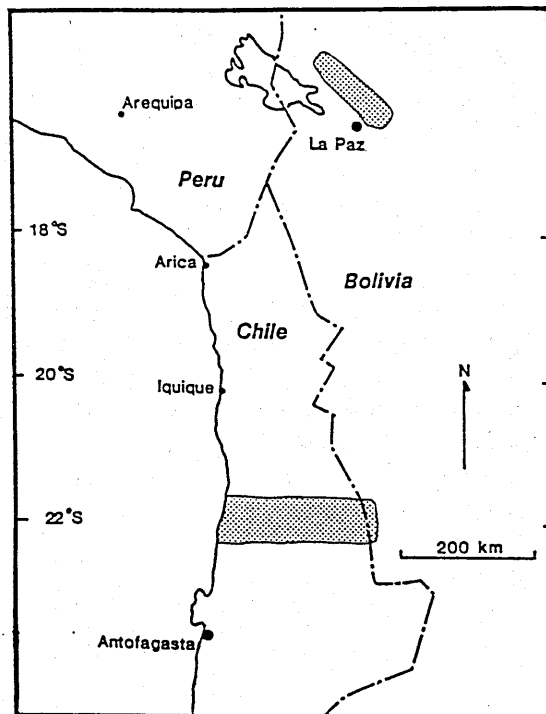 Arequipa
La Paz
Peru
18°S
Arica
Bolivia
Chile
N
20°S
Iquique
22°S
200 km
Antofagasta